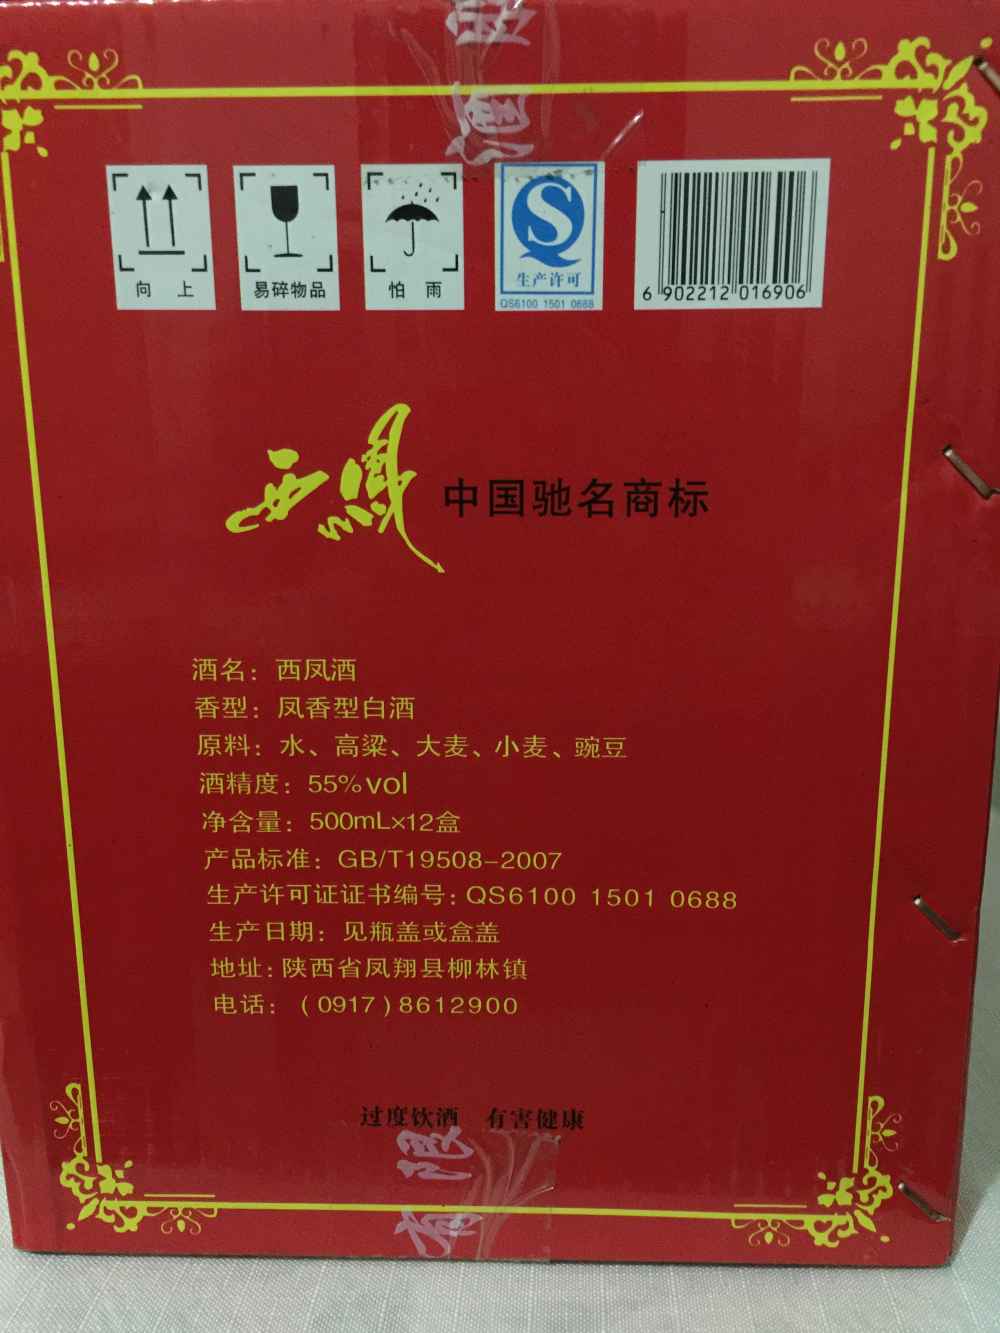 酒
向 上
易碎物品
怕 雨
生产许可
QS6100 1501 0688
6 902212 016906
西鳳 中国驰名商标
酒名：西凤酒
香型：凤香型白酒
原料：水、高粱、大麦、小麦、豌豆
酒精度：55%vol
净含量：500mL×12盒
产品标准：GB/T19508-2007
生产许可证证书编号：QS6100 1501 0688
生产日期：见瓶盖或盒盖
地址：陕西省凤翔县柳林镇
电话：(0917)8612900
过度饮酒 有害健康
限
有